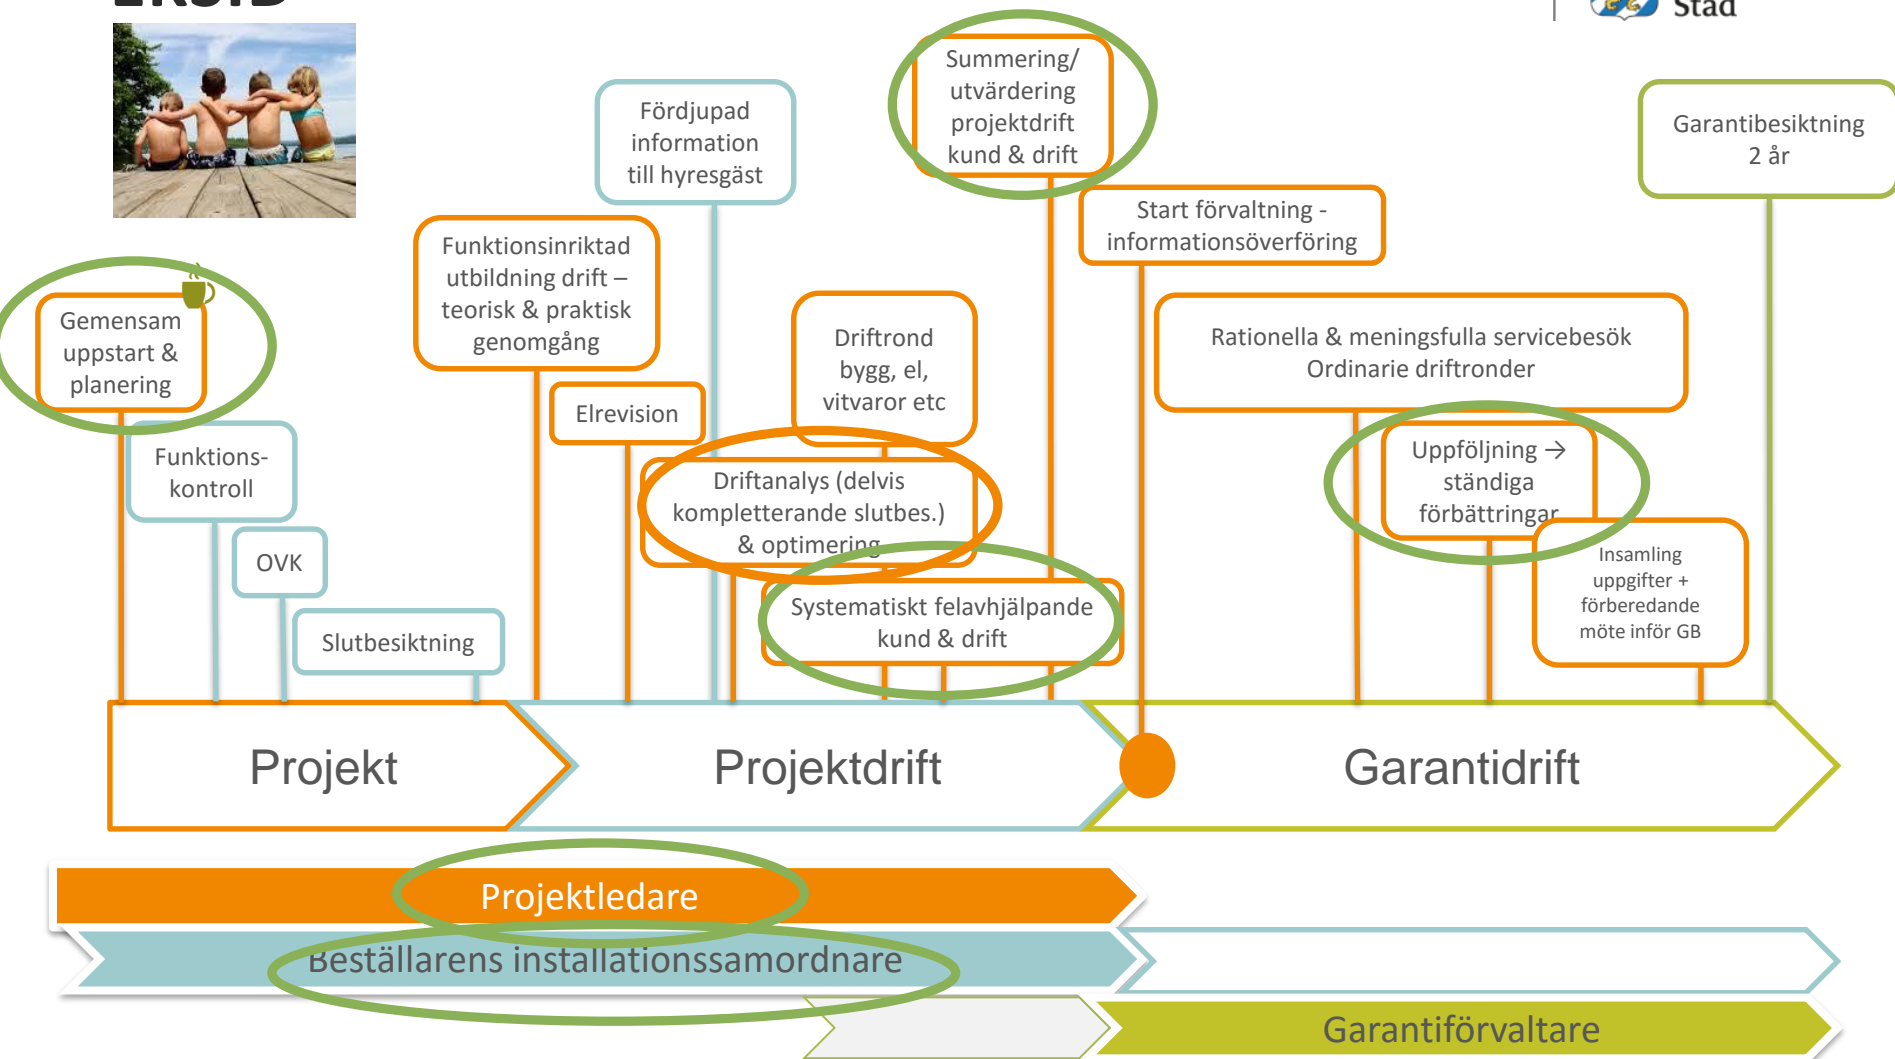 Stad
Summering/
utvärdering
projektdrift
kund & drift
Fördjupad
information
till hyresgäst
Garantibesiktning
2 år
Start förvaltning -
informationsöverföring
Funktionsinriktad
utbildning drift –
teorisk & praktisk
genomgång
Gemensam
uppstart &
planering
Driftrond
bygg, el,
vitvaror etc
Rationella & meningsfulla servicebesök
Ordinarie driftronder
Elrevision
Funktions-
kontroll
Uppföljning →
ständiga
förbättringar
Driftanalys (delvis
kompletterande slutbes.)
& optimering
OVK
Insamling
uppgifter +
förberedande
möte inför GB
Systematiskt felavhjälpande
kund & drift
Slutbesiktning
Projekt
Projektdrift
Garantidrift
Projektledare
Beställarens installationssamordnare
Garantiförvaltare